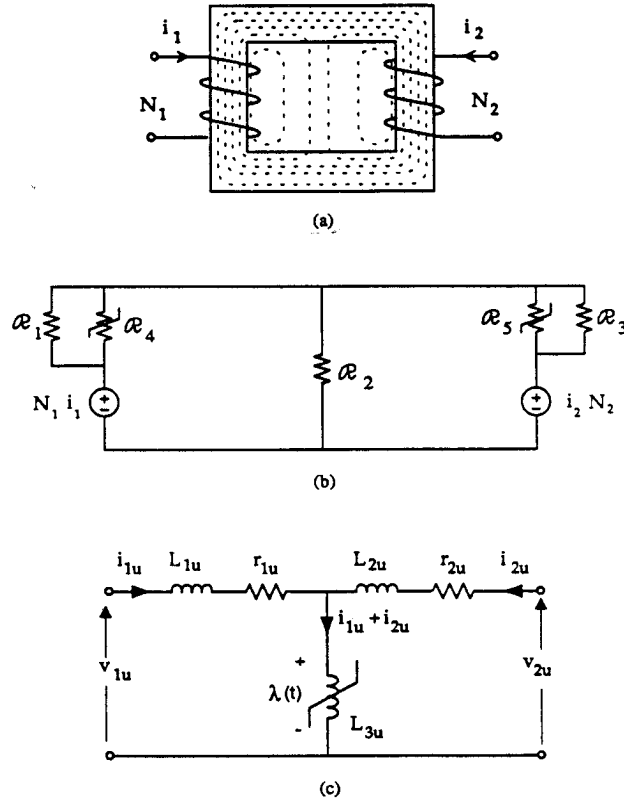 i1 i2
N1 N2
(a)
ℛ1 ℛ4 ℛ2 ℛ5 ℛ3
N1 i1 i2 N2
(b)
i1u L1u r1u L2u r2u i2u
i1u + i2u
v1u + λ(t) - L3u v2u
(c)